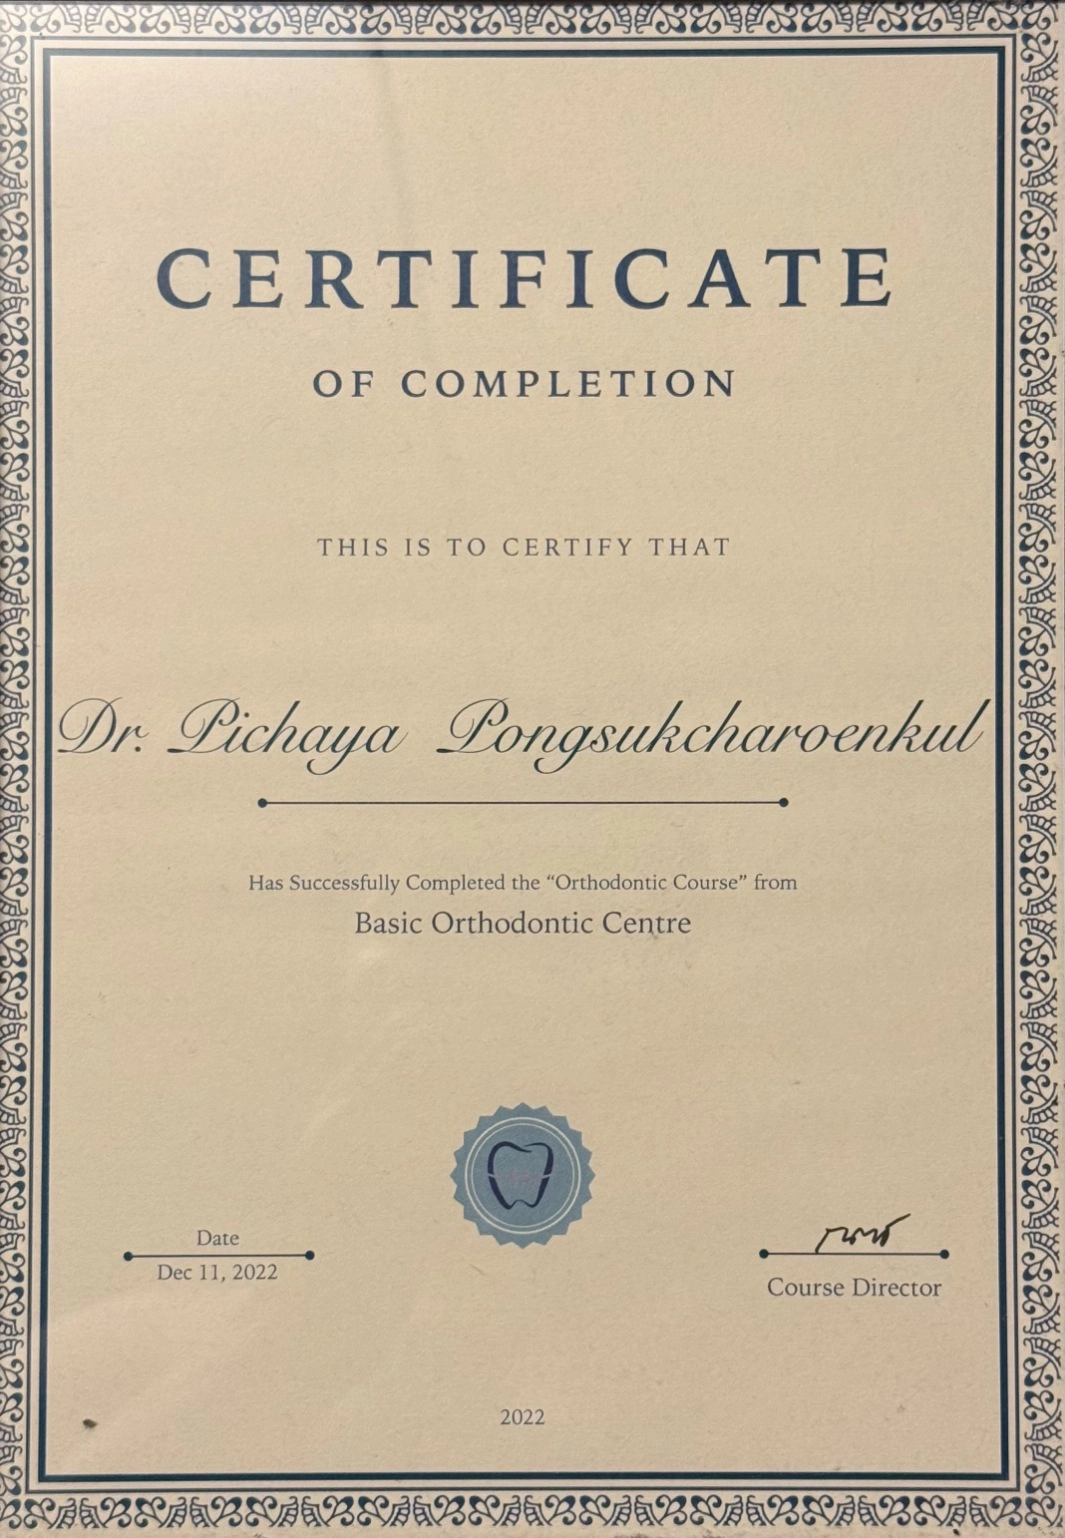 CERTIFICATE
OF COMPLETION
THIS IS TO CERTIFY THAT
Dr. Pichaya Pongsukcharoenkul
Has Successfully Completed the “Orthodontic Course” from
Basic Orthodontic Centre
Date
Dec 11, 2022
Course Director
2022